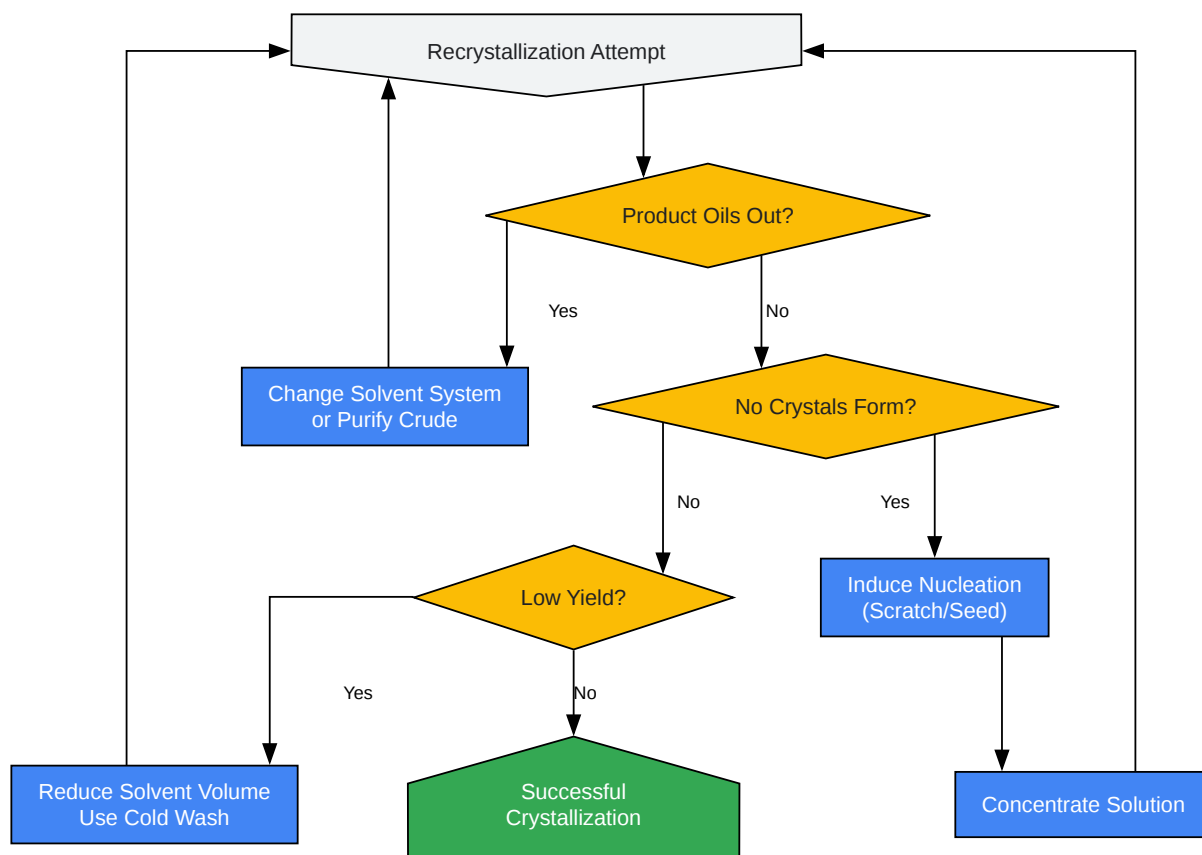 Recrystallization Attempt
Product Oils Out?
Yes
No
Change Solvent System
or Purify Crude
No Crystals Form?
No
Yes
Induce Nucleation
(Scratch/Seed)
Low Yield?
Yes
No
Reduce Solvent Volume
Use Cold Wash
Successful
Crystallization
Concentrate Solution